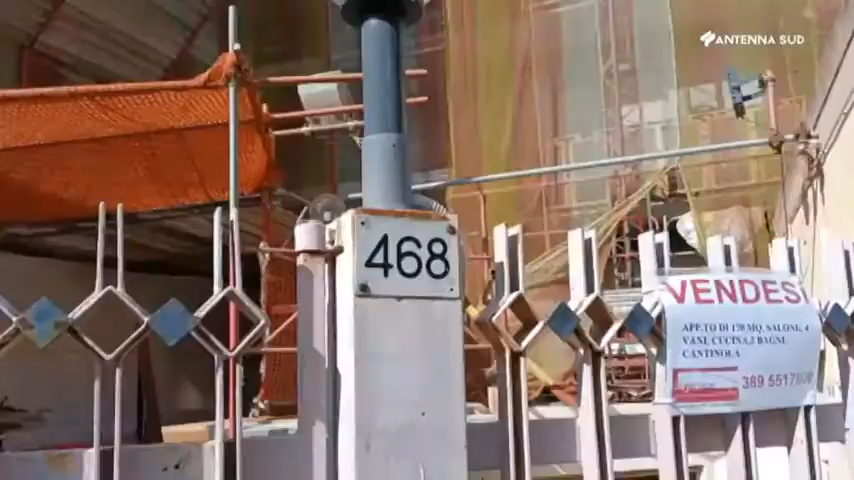 ANTENNA SUD
468
VENDESI
APP.TO DI 130 MQ. SALONE, 4
VANI, CUCINA, 2 BAGNI,
CANTINOLA
389 5517